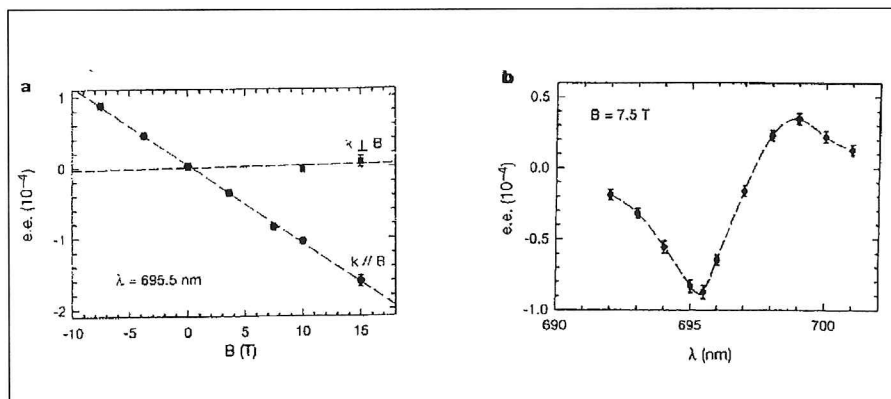 a
1
0
-1
-2
e.e. (10⁻⁴)
k ⊥ B
k // B
λ = 695.5 nm
-10 -5 0 5 10 15
B (T)
b
0.5
0.0
-0.5
-1.0
e.e. (10⁻⁴)
B = 7.5 T
690 695 700
λ (nm)